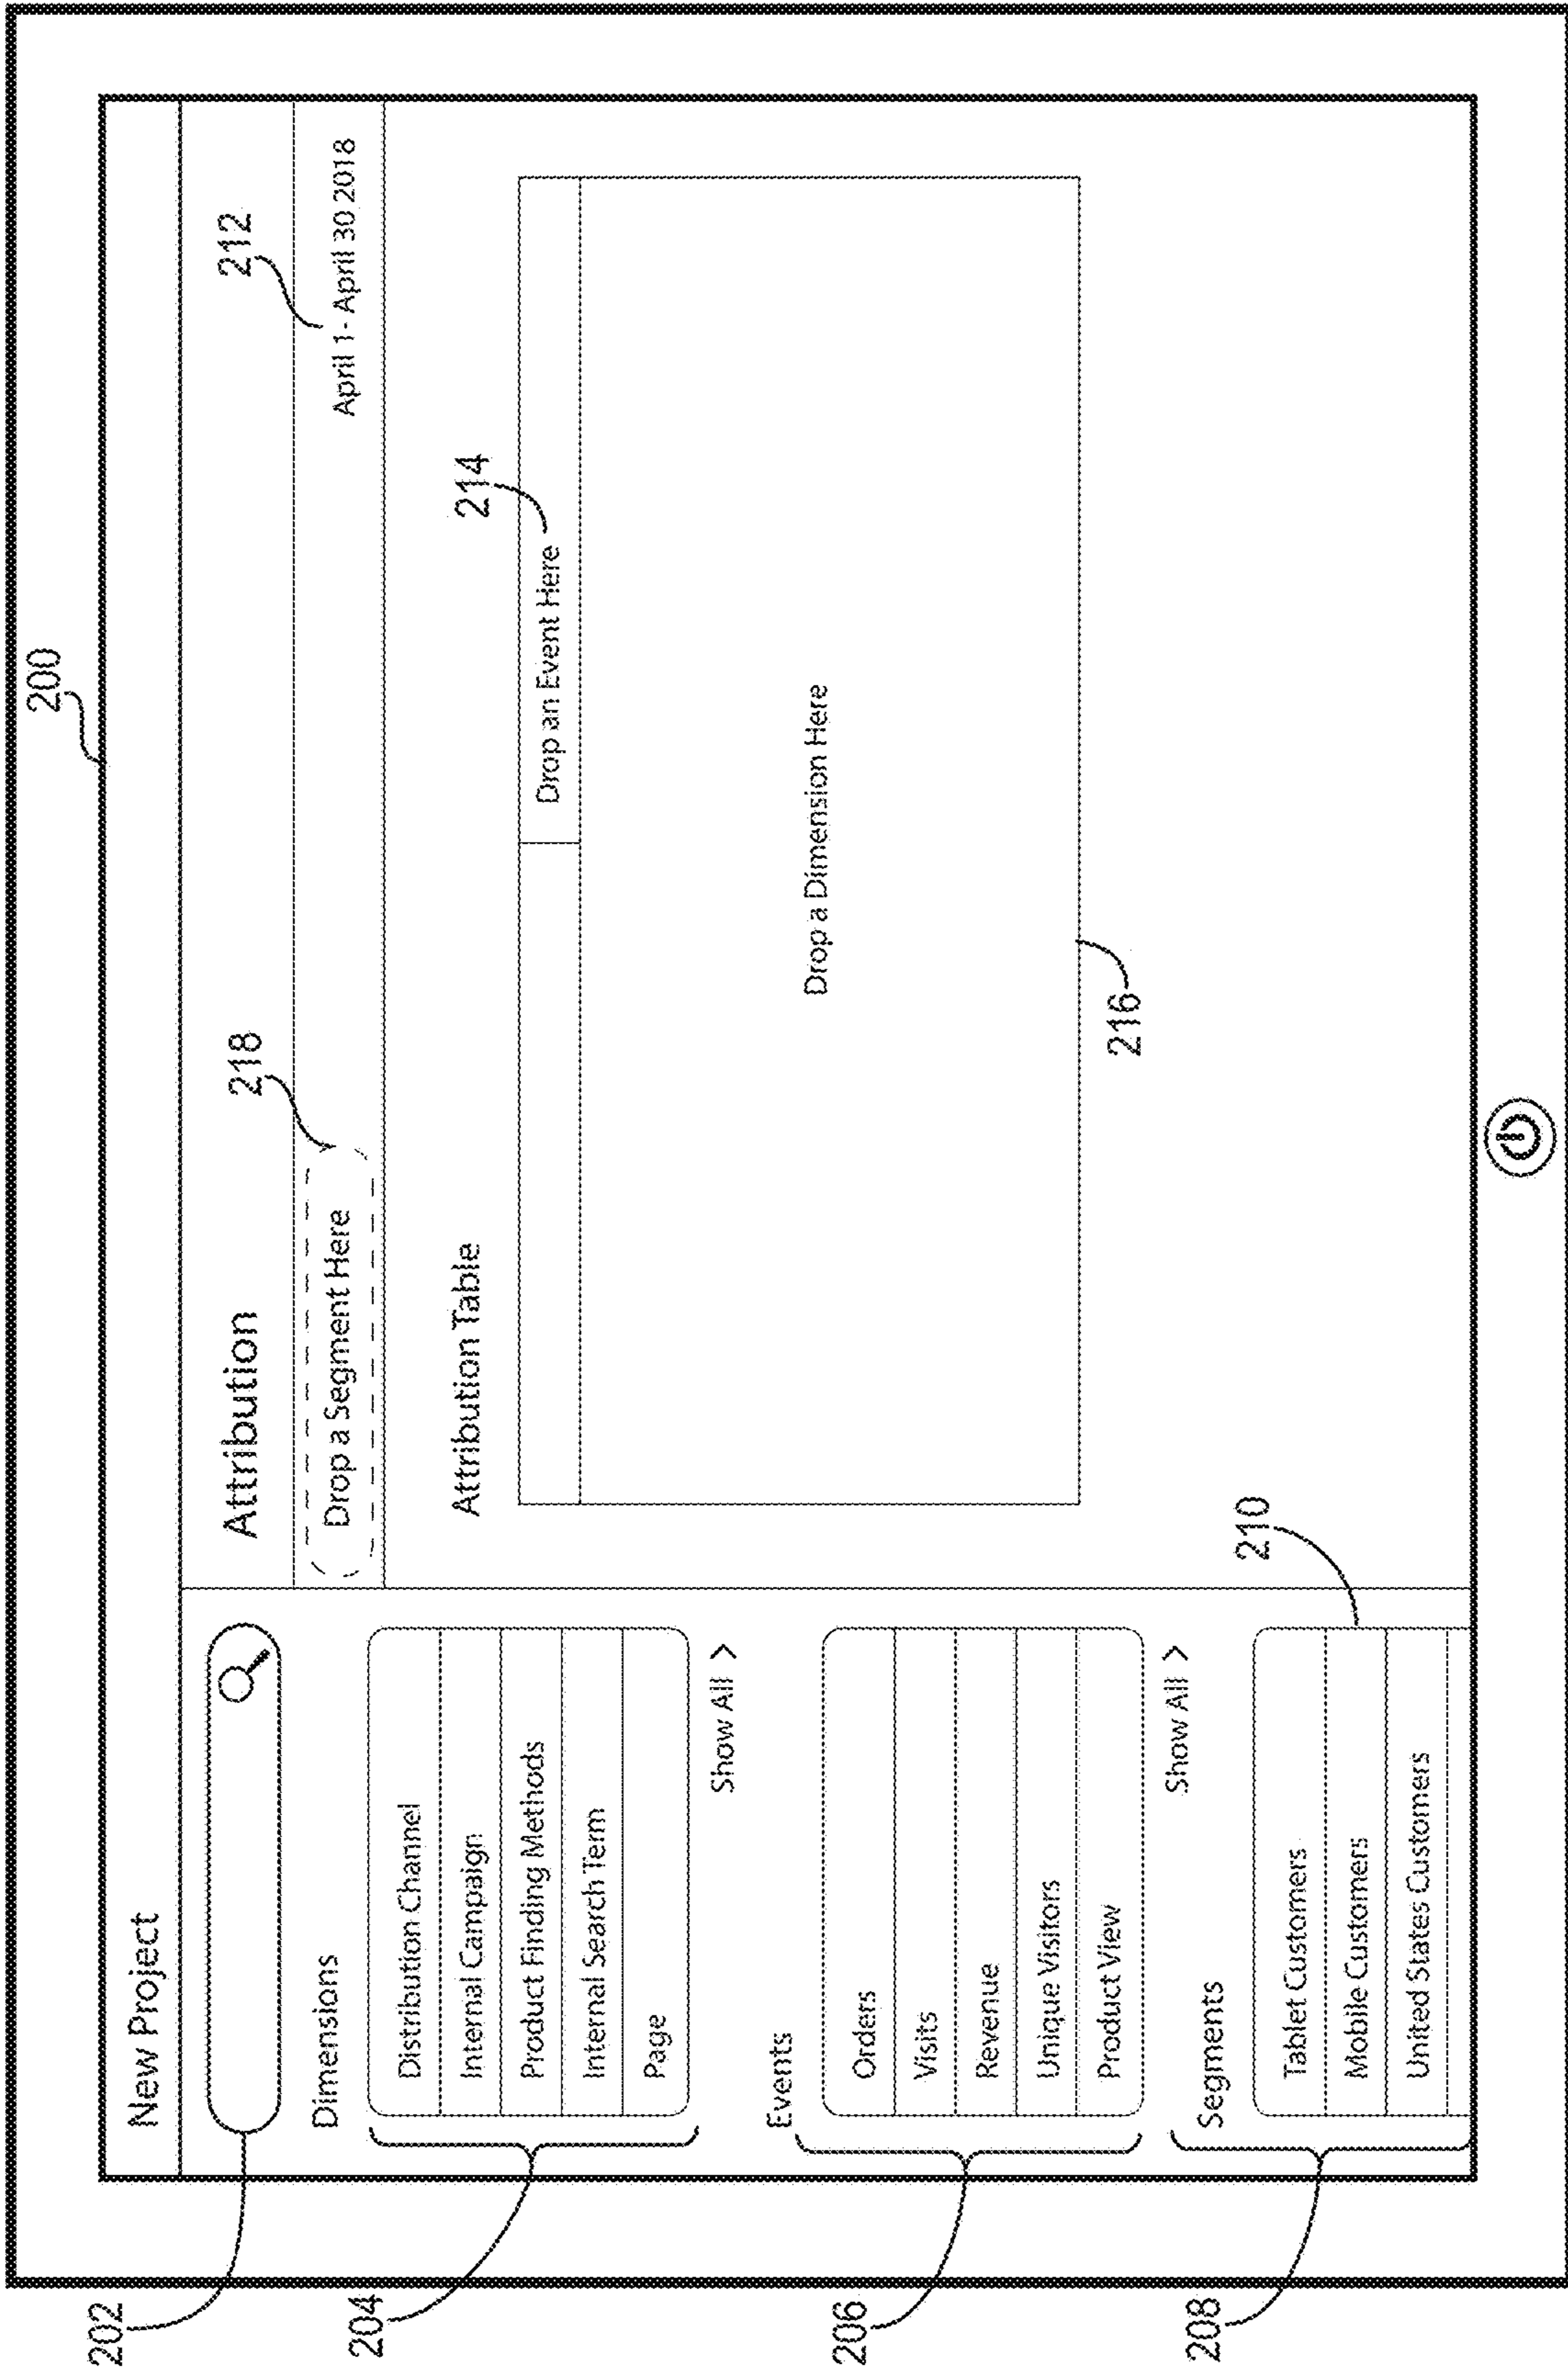 200
New Project
202
Dimensions
204
Distribution Channel
Internal Campaign
Product Finding Methods
Internal Search Term
Page
Show All >
Events
206
Orders
Visits
Revenue
Unique Visitors
Product View
Show All >
Segments
208
Tablet Customers
Mobile Customers
United States Customers
210
Attribution
218
212
Drop a Segment Here
April 1- April 30 2018
Attribution Table
214
Drop an Event Here
Drop a Dimension Here
216